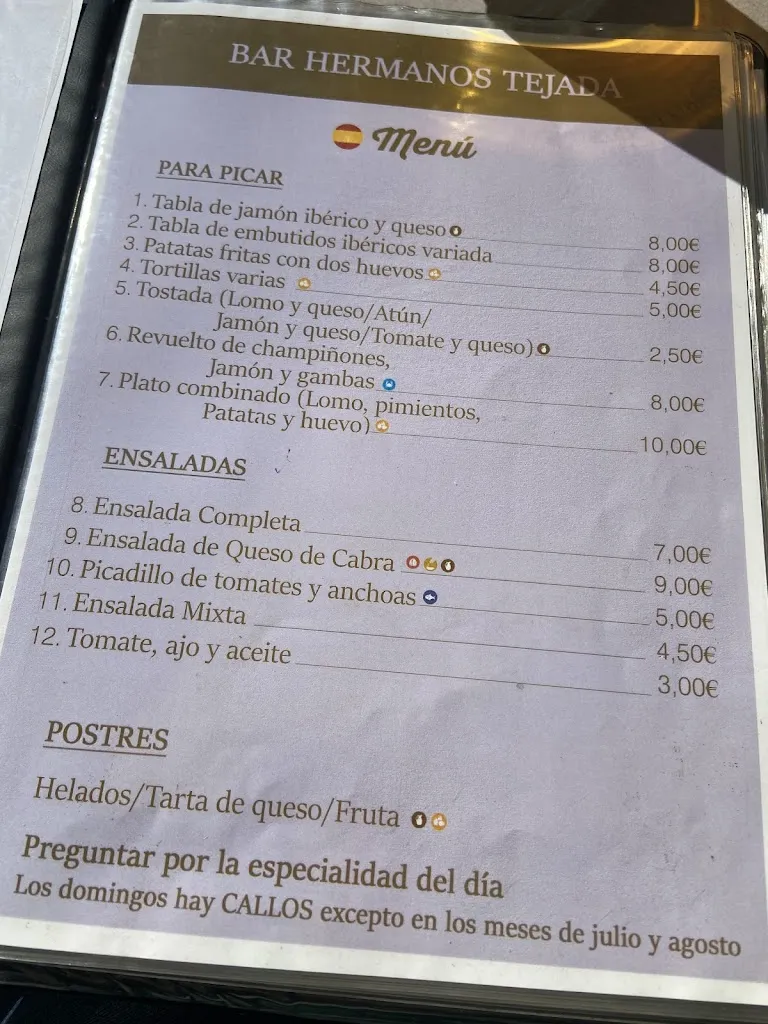 BAR HERMANOS TEJADA
Menú
PARA PICAR
1. Tabla de jamón ibérico y queso 8,00€
2. Tabla de embutidos ibéricos variada 8,00€
3. Patatas fritas con dos huevos 4,50€
4. Tortillas varias 5,00€
5. Tostada (Lomo y queso/Atún/
Jamón y queso/Tomate y queso) 2,50€
6. Revuelto de champiñones,
Jamón y gambas 8,00€
7. Plato combinado (Lomo, pimientos,
Patatas y huevo) 10,00€
ENSALADAS
8. Ensalada Completa 7,00€
9. Ensalada de Queso de Cabra 9,00€
10. Picadillo de tomates y anchoas 5,00€
11. Ensalada Mixta 4,50€
12. Tomate, ajo y aceite 3,00€
POSTRES
Helados/Tarta de queso/Fruta
Preguntar por la especialidad del día
Los domingos hay CALLOS excepto en los meses de julio y agosto